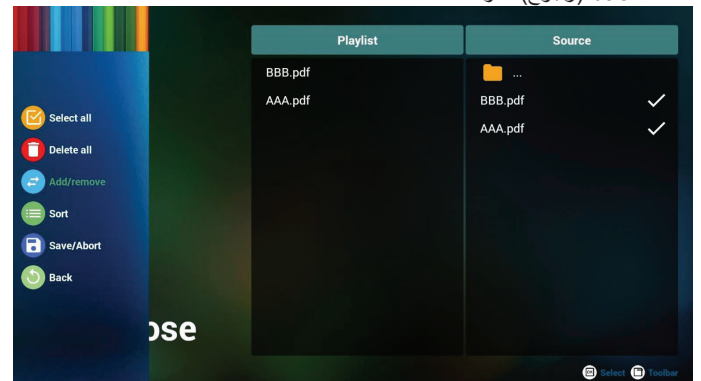 Playlist
Source
BBB.pdf
AAA.pdf
...
BBB.pdf
AAA.pdf
Select all
Delete all
Add/remove
Sort
Save/Abort
Back
ose
Select
Toolbar